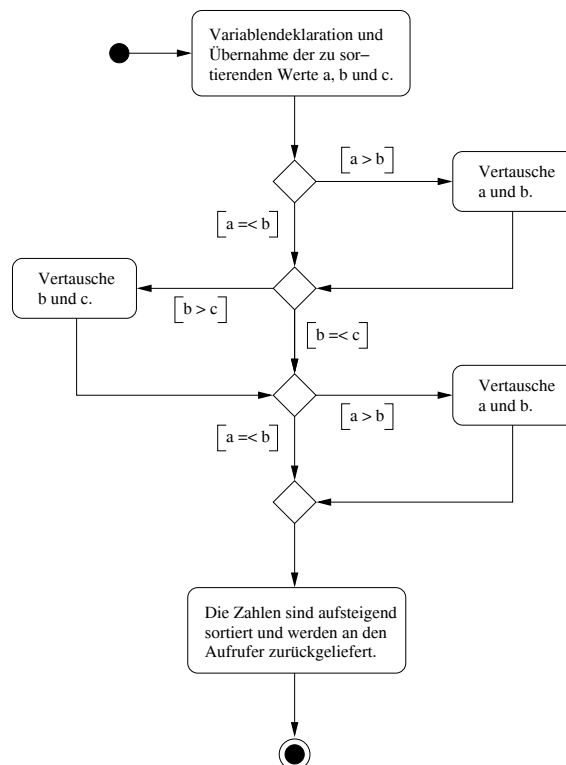 Variablendeklaration und
Übernahme der zu sor–
tierenden Werte a, b und c.
[a > b]
Vertausche
a und b.
[a =< b]
Vertausche
b und c.
[b > c]
[b =< c]
Vertausche
a und b.
[a > b]
[a =< b]
Die Zahlen sind aufsteigend
sortiert und werden an den
Aufrufer zurückgeliefert.